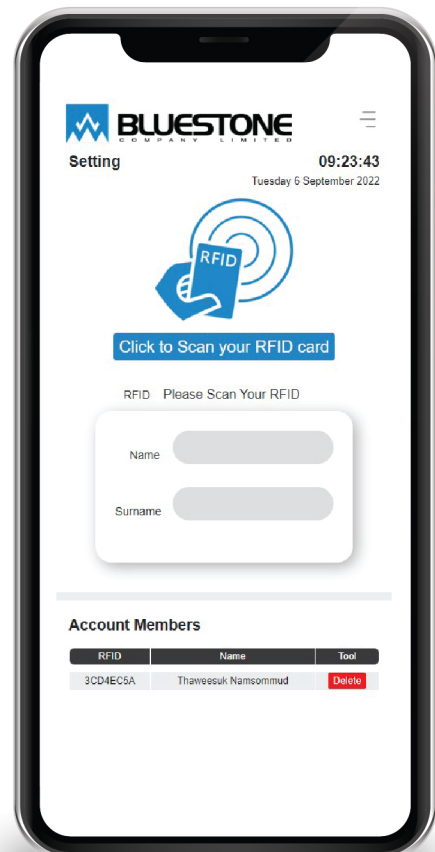 BLUESTONE
COMPANY LIMITED
Setting 09:23:43
Tuesday 6 September 2022
RFID
Click to Scan your RFID card
RFID Please Scan Your RFID
Name
Surname
Account Members
RFID Name Tool
3CD4EC5A Thaweesuk Namsommud Delete